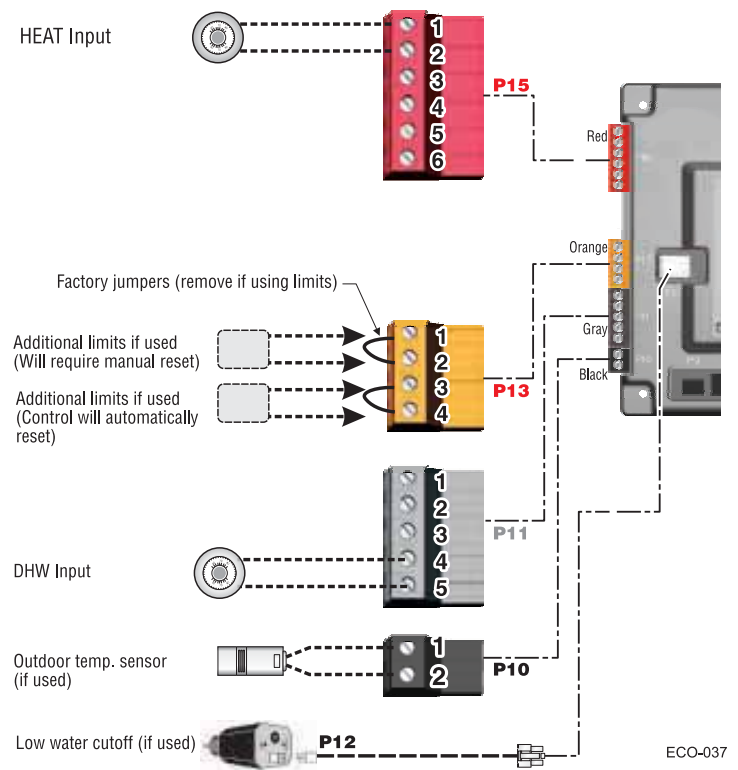 HEAT Input
1
2
3
4
5
6
P15
Red
Orange
Gray
Black
Factory jumpers (remove if using limits)
Additional limits if used
(Will require manual reset)
Additional limits if used
(Control will automatically
reset)
1
2
3
4
P13
1
2
3
4
5
P11
DHW Input
Outdoor temp. sensor
(if used)
1
2
P10
Low water cutoff (if used)
P12
ECO-037